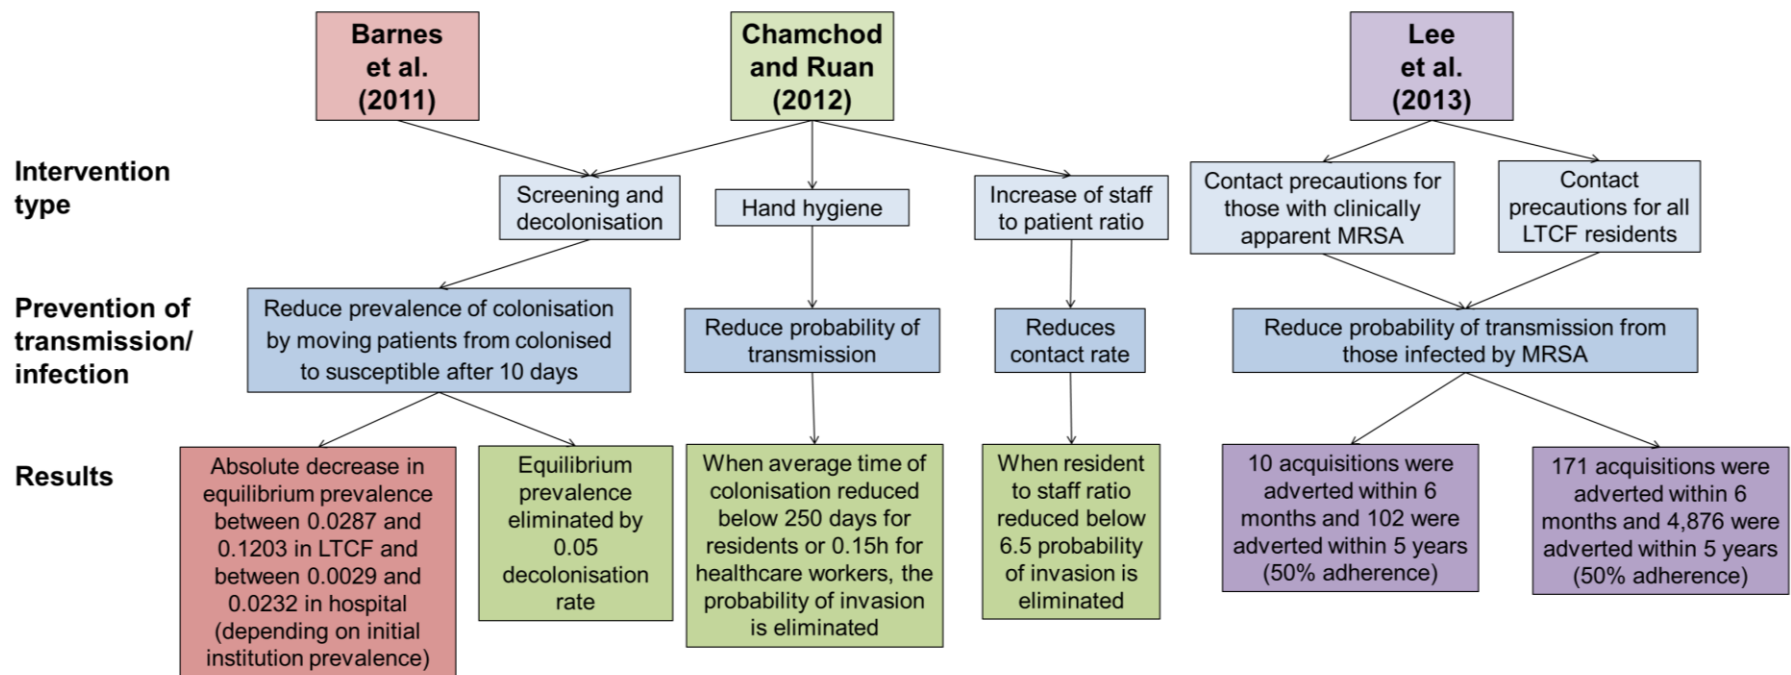 Barnes
et al.
(2011)
Chamchod
and Ruan
(2012)
Lee
et al.
(2013)
Intervention
type
Screening and
decolonisation
Hand hygiene
Increase of staff
to patient ratio
Contact precautions for
those with clinically
apparent MRSA
Contact
precautions for all
LTCF residents
Prevention of
transmission/
infection
Reduce prevalence of colonisation
by moving patients from colonised
to susceptible after 10 days
Reduce probability of
transmission
Reduces
contact rate
Reduce probability of transmission from
those infected by MRSA
Results
Absolute decrease in
equilibrium prevalence
between 0.0287 and
0.1203 in LTCF and
between 0.0029 and
0.0232 in hospital
(depending on initial
institution prevalence)
Equilibrium
prevalence
eliminated by
0.05
decolonisation
rate
When average time of
colonisation reduced
below 250 days for
residents or 0.15h for
healthcare workers, the
probability of invasion
is eliminated
When resident
to staff ratio
reduced below
6.5 probability
of invasion is
eliminated
10 acquisitions were
adverted within 6
months and 102 were
adverted within 5 years
(50% adherence)
171 acquisitions were
adverted within 6
months and 4,876 were
adverted within 5 years
(50% adherence)